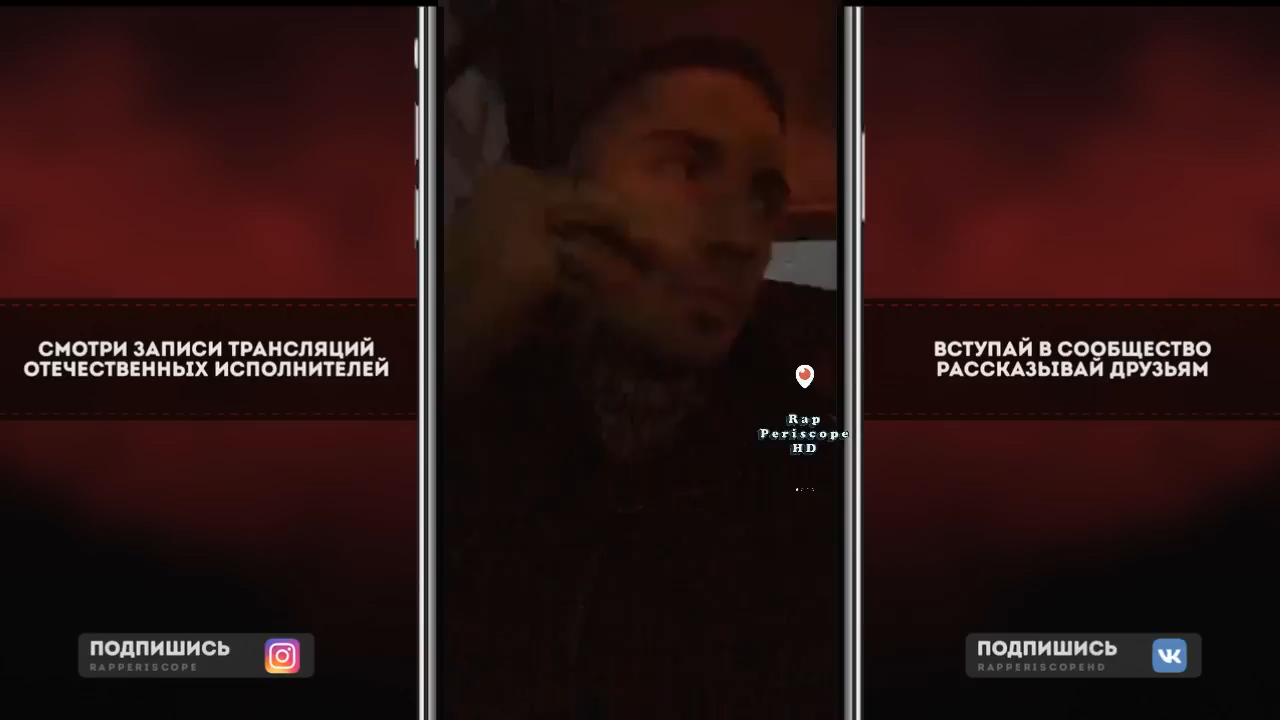 СМОТРИ ЗАПИСИ ТРАНСЛЯЦИЙ
ОТЕЧЕСТВЕННЫХ ИСПОЛНИТЕЛЕЙ
ВСТУПАЙ В СООБЩЕСТВО
РАССКАЗЫВАЙ ДРУЗЬЯМ
Rap
Periscope
HD
ПОДПИШИСЬ
RAPPERISCOPE
ПОДПИШИСЬ
RAPPERISCOPEHD